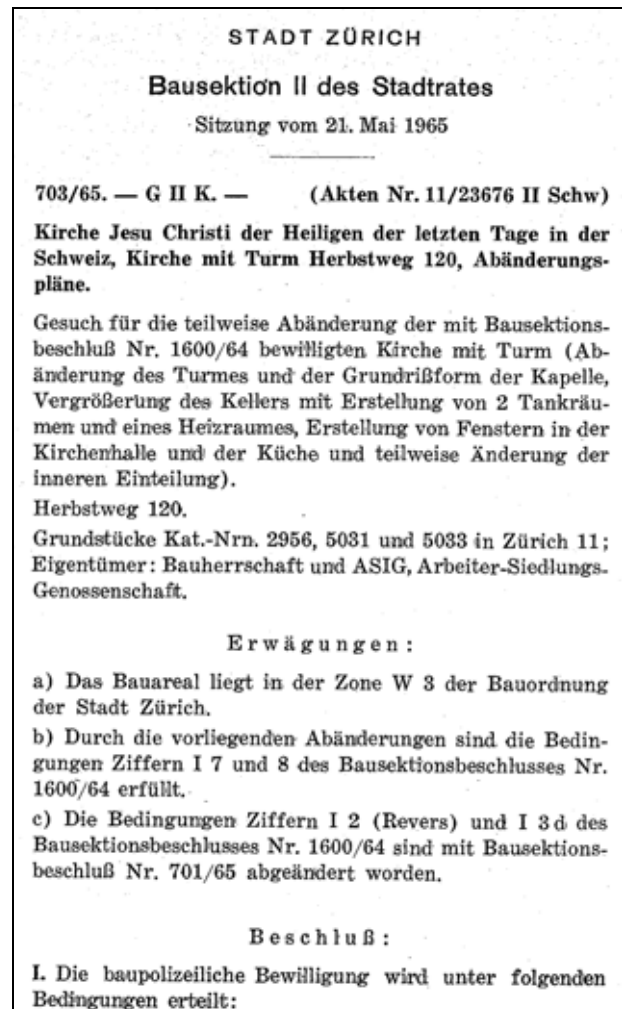 STADT ZÜRICH
Bausektion II des Stadtrates
Sitzung vom 21. Mai 1965
703/65. — G II K. — (Akten Nr. 11/23676 II Schw)
Kirche Jesu Christi der Heiligen der letzten Tage in der
Schweiz, Kirche mit Turm Herbstweg 120, Abänderungs-
pläne.
Gesuch für die teilweise Abänderung der mit Bausektions-
beschluß Nr. 1600/64 bewilligten Kirche mit Turm (Ab-
änderung des Turmes und der Grundrißform der Kapelle,
Vergrößerung des Kellers mit Erstellung von 2 Tankräu-
men und eines Heizraumes, Erstellung von Fenstern in der
Kirchenhalle und der Küche und teilweise Änderung der
inneren Einteilung).
Herbstweg 120.
Grundstücke Kat.-Nrn. 2956, 5031 und 5033 in Zürich 11;
Eigentümer: Bauherrschaft und ASIG, Arbeiter-Siedlungs-
Genossenschaft.
Erwägungen:
a) Das Bauareal liegt in der Zone W 3 der Bauordnung
der Stadt Zürich.
b) Durch die vorliegenden Abänderungen sind die Bedin-
gungen Ziffern I 7 und 8 des Bausektionsbeschlusses Nr.
1600/64 erfüllt.
c) Die Bedingungen Ziffern I 2 (Revers) und I 3 d des
Bausektionsbeschlusses Nr. 1600/64 sind mit Bausektions-
beschluß Nr. 701/65 abgeändert worden.
Beschluß:
I. Die baupolizeiliche Bewilligung wird unter folgenden
Bedingungen erteilt: